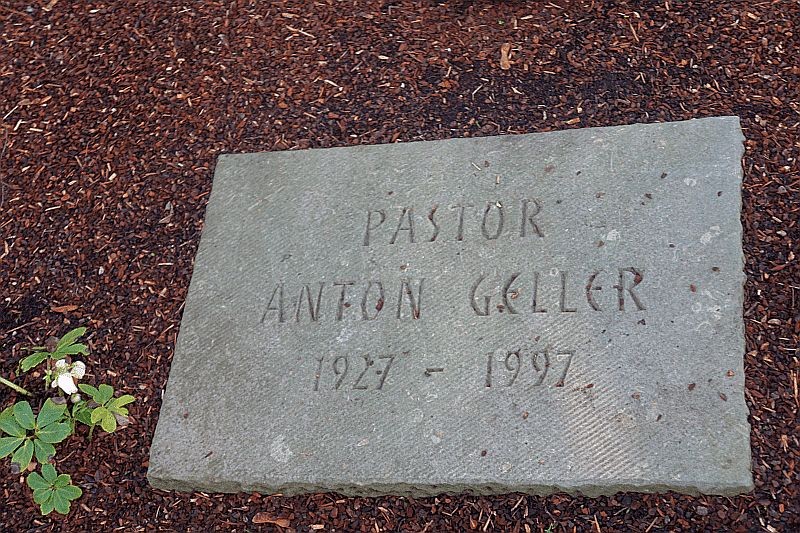 PASTOR
ANTON GELLER
1927 - 1997